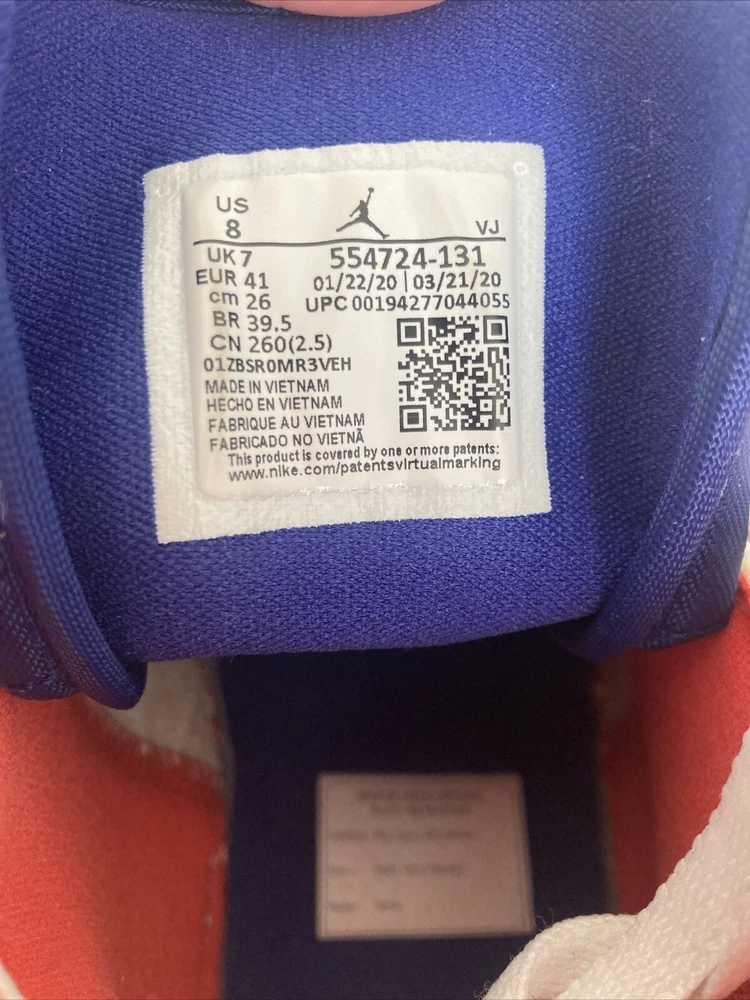 US
8
VJ
UK 7
554724-131
EUR 41
01/22/20 | 03/21/20
cm 26
UPC 00194277044055
BR 39.5
CN 260(2.5)
01ZBSR0MR3VEH
MADE IN VIETNAM
HECHO EN VIETNAM
FABRIQUE AU VIETNAM
FABRICADO NO VIETNÃ
This product is covered by one or more patents:
www.nike.com/patentsvirtualmarking